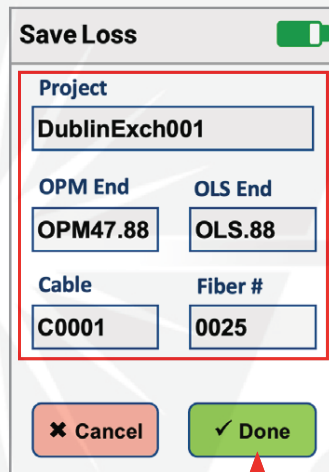 Save Loss
Project
DublinExch001
OPM End OLS End
OPM47.88 OLS.88
Cable Fiber #
C0001 0025
✖ Cancel ✓ Done